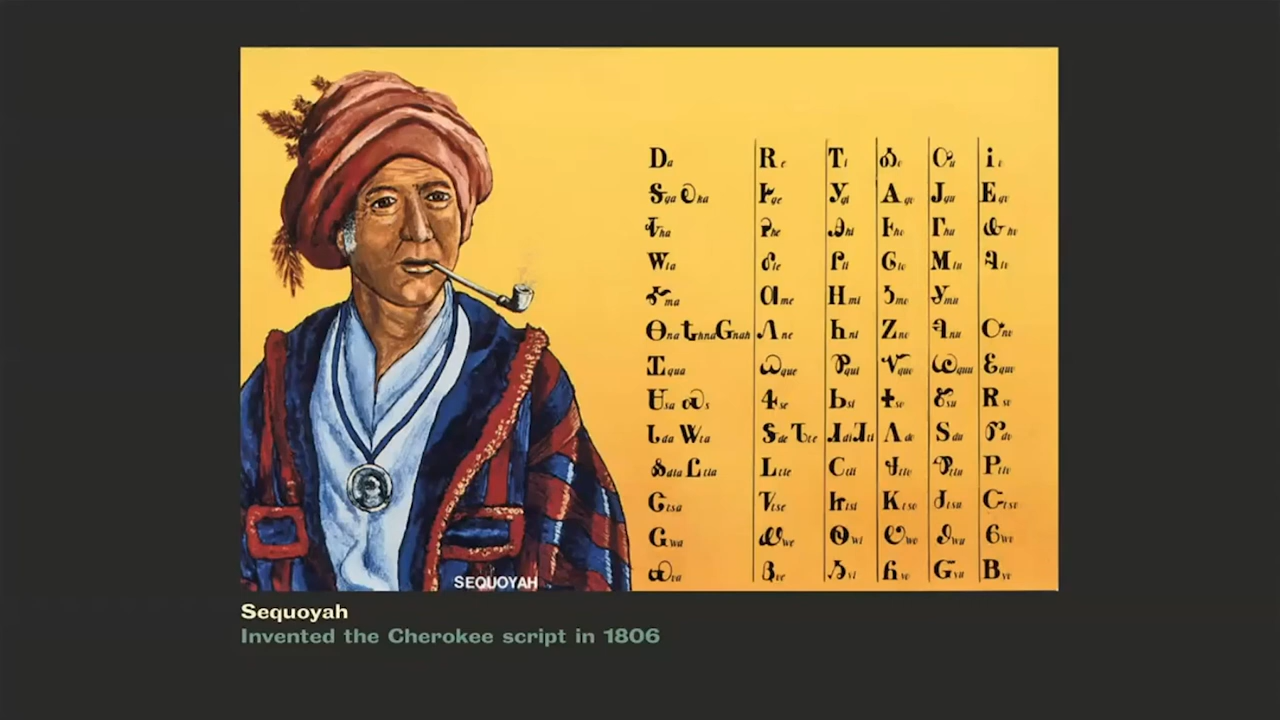 Ꭰa Ꭱe Ꭲi Ꭳo Ꭴu Ꭵv
Ꭶga Ꭷka Ꭸge Ꭹgi Ꭺgo Ꭻgu Ꭼgv
Ꭽha Ꭾhe Ꭿhi Ꮀho Ꮁhu Ꮂhv
Ꮃla Ꮄle Ꮅli Ꮆlo Ꮇlu Ꮈlv
Ꮉma Ꮊme Ꮋmi Ꮌmo Ꮍmu
Ꮎna Ꮏhna Ꮐnah Ꮑne Ꮒni Ꮓno Ꮔnu Ꮕnv
Ꮖqua Ꮗque Ꮘqui Ꮙquo Ꮚquu Ꮛquv
Ꮜsa Ꮝs Ꮞse Ꮟsi Ꮠso Ꮡsu Ꮢsv
Ꮣda Ꮤta Ꮥde Ꮦte Ꮧdi Ꮨti Ꮩdo Ꮪdu Ꮫdv
Ꮬdla Ꮭtla Ꮮtle Ꮯtli Ꮰtlo Ꮱtlu Ꮲtlv
Ꮳtsa Ꮴtse Ꮵtsi Ꮶtso Ꮷtsu Ꮸtsv
Ꮹwa Ꮺwe Ꮻwi Ꮼwo Ꮽwu Ꮾwv
Ꮿya Ᏸye Ᏹyi Ᏺyo Ᏻyu Ᏼyv
SEQUOYAH
Sequoyah
Invented the Cherokee script in 1806